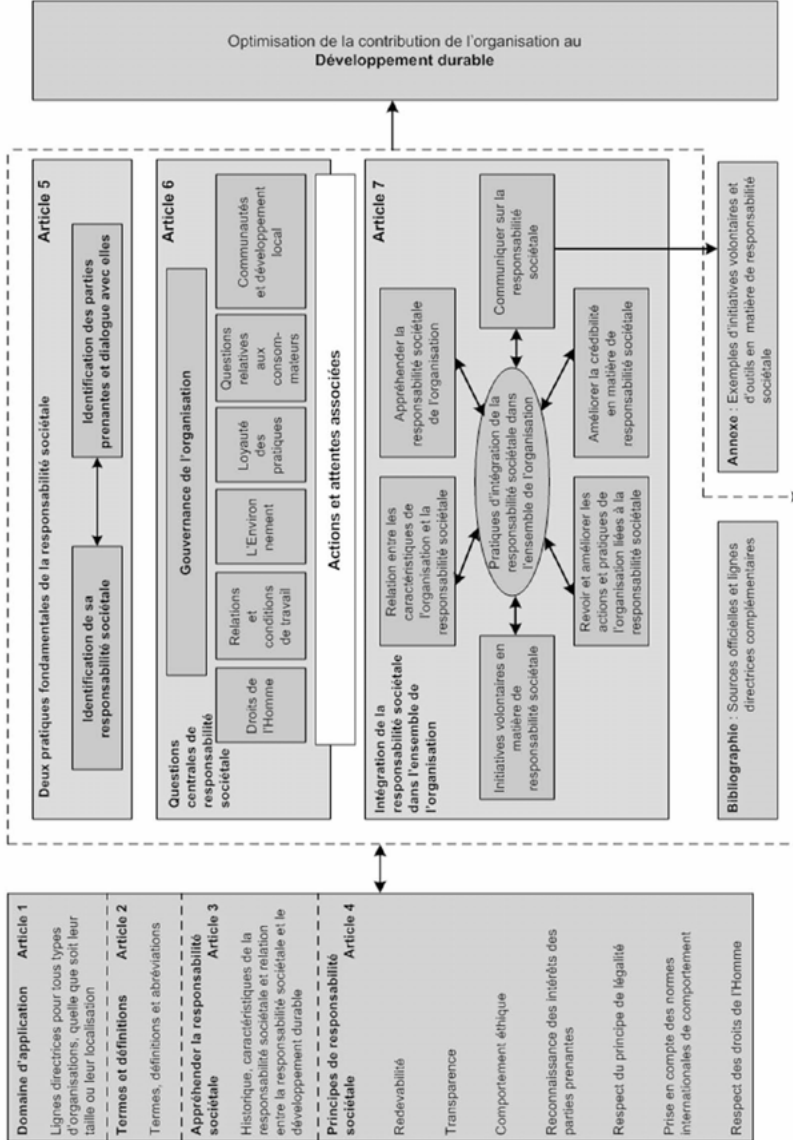 Domaine d'application Article 1
Lignes directrices pour tous types
d'organisations, quelle que soit leur
taille ou leur localisation
Termes et définitions Article 2
Termes, définitions et abréviations
Appréhender la responsabilité
sociétale Article 3
Historique, caractéristiques de la
responsabilité sociétale et relation
entre la responsabilité sociétale et le
développement durable
Principes de responsabilité
sociétale Article 4
Redevabilité
Transparence
Comportement éthique
Reconnaissance des intérêts des
parties prenantes
Respect du principe de légalité
Prise en compte des normes
internationales de comportement
Respect des droits de l'Homme
Deux pratiques fondamentales de la responsabilité sociétale Article 5
Identification de sa
responsabilité sociétale
Identification des parties
prenantes et dialogue avec elles
Questions
centrales de
responsabilité
sociétale
Gouvernance de l'organisation
Article 6
Droits de
l'Homme
Relations
et
conditions
de travail
L'Environ
nement
Loyauté
des
pratiques
Questions
relatives
aux
consom-
mateurs
Communautés
et développement
local
Actions et attentes associées
Intégration de la
responsabilité sociétale
dans l'ensemble de
l'organisation
Article 7
Relation entre les
caractéristiques de
l'organisation et la
responsabilité sociétale
Appréhender la
responsabilité sociétale
de l'organisation
Initiatives volontaires en
matière de
responsabilité sociétale
Pratiques d'intégration de la
responsabilité sociétale dans
l'ensemble de l'organisation
Communiquer sur la
responsabilité
sociétale
Revoir et améliorer les
actions et pratiques de
l'organisation liées à la
responsabilité sociétale
Améliorer la crédibilité
en matière de
responsabilité sociétale
Bibliographie : Sources officielles et lignes
directrices complémentaires
Annexe : Exemples d'initiatives volontaires et
d'outils en matière de responsabilité
sociétale
Optimisation de la contribution de l'organisation au
Développement durable